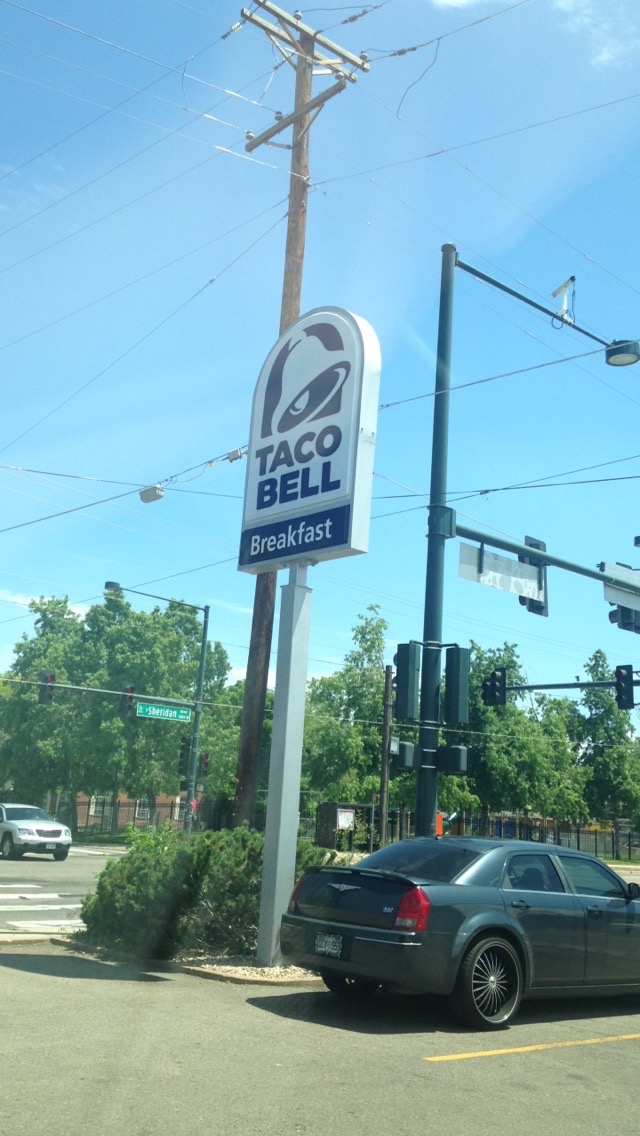 TACO
BELL
Breakfast
Sheridan